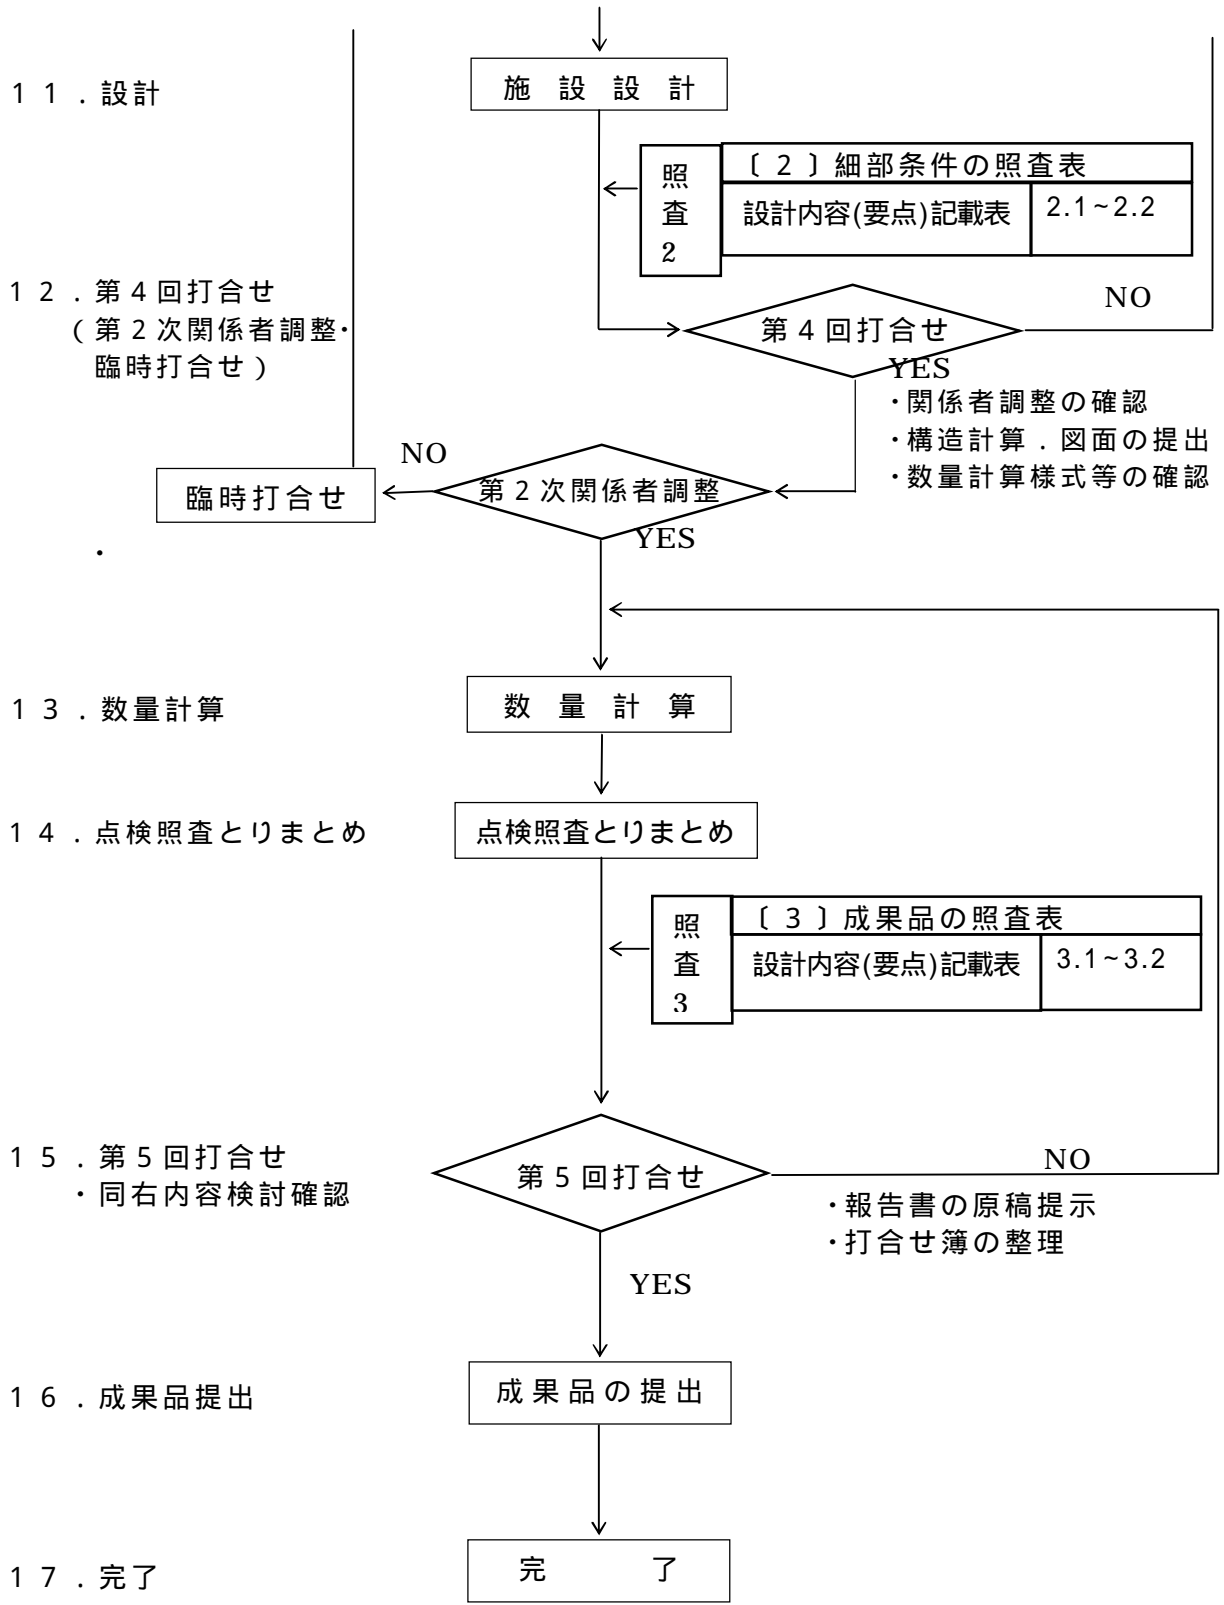 １１．設計
施　設　設　計
照
査
2
〔２〕細部条件の照査表
設計内容(要点)記載表　2.1~2.2
１２．第４回打合せ
（第２次関係者調整・
臨時打合せ）
第４回打合せ
NO
YES
・関係者調整の確認
・構造計算．図面の提出
・数量計算様式等の確認
NO
臨時打合せ
第２次関係者調整
YES
・
１３．数量計算
数　量　計　算
１４．点検照査とりまとめ
点検照査とりまとめ
照
査
3
〔３〕成果品の照査表
設計内容(要点)記載表　3.1~3.2
１５．第５回打合せ
・同右内容検討確認
第５回打合せ
NO
・報告書の原稿提示
・打合せ簿の整理
YES
１６．成果品提出
成果品の提出
１７．完了
完　　　了